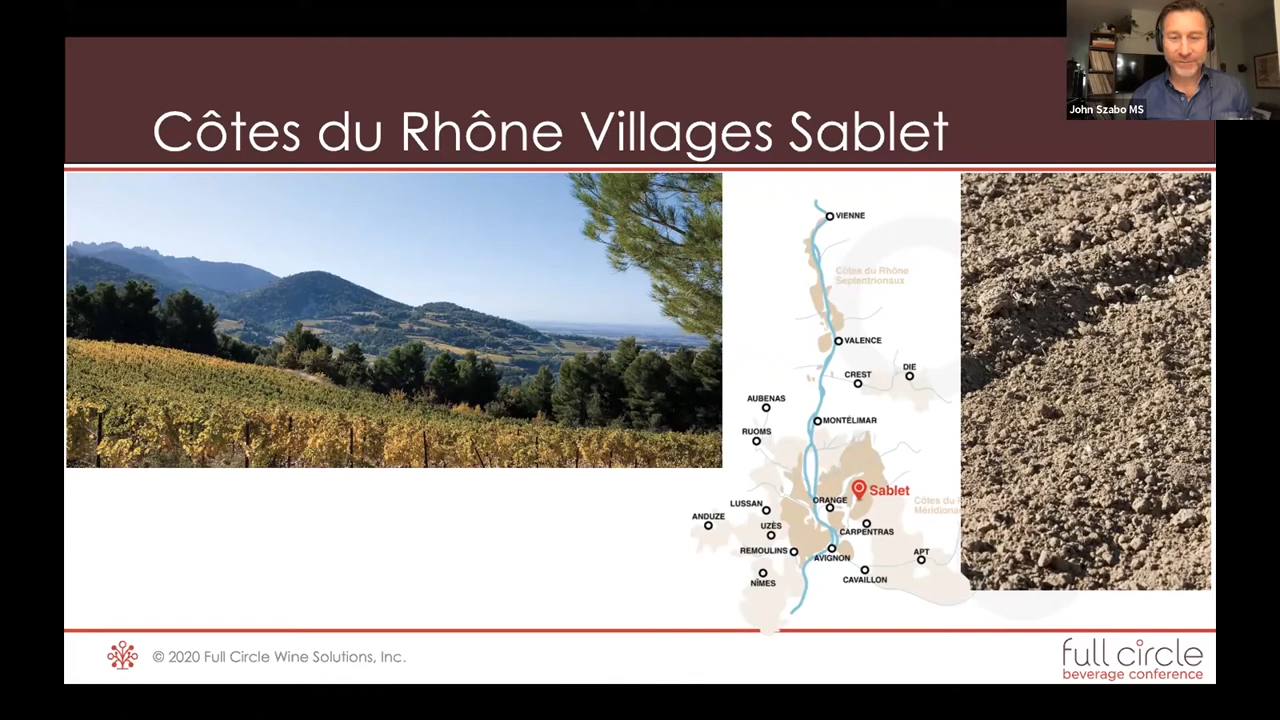 John Szabo MS
Côtes du Rhône Villages Sablet
VIENNE
Côtes du Rhône
Septentrionaux
VALENCE
DIE
CREST
AUBENAS
MONTÉLIMAR
RUOMS
Sablet
ORANGE
LUSSAN
Côtes du
ANDUZE
UZÈS
CARPENTRAS
REMOULINS
AVIGNON
APT
CAVAILLON
NÎMES
© 2020 Full Circle Wine Solutions, Inc.
full circle
beverage conference